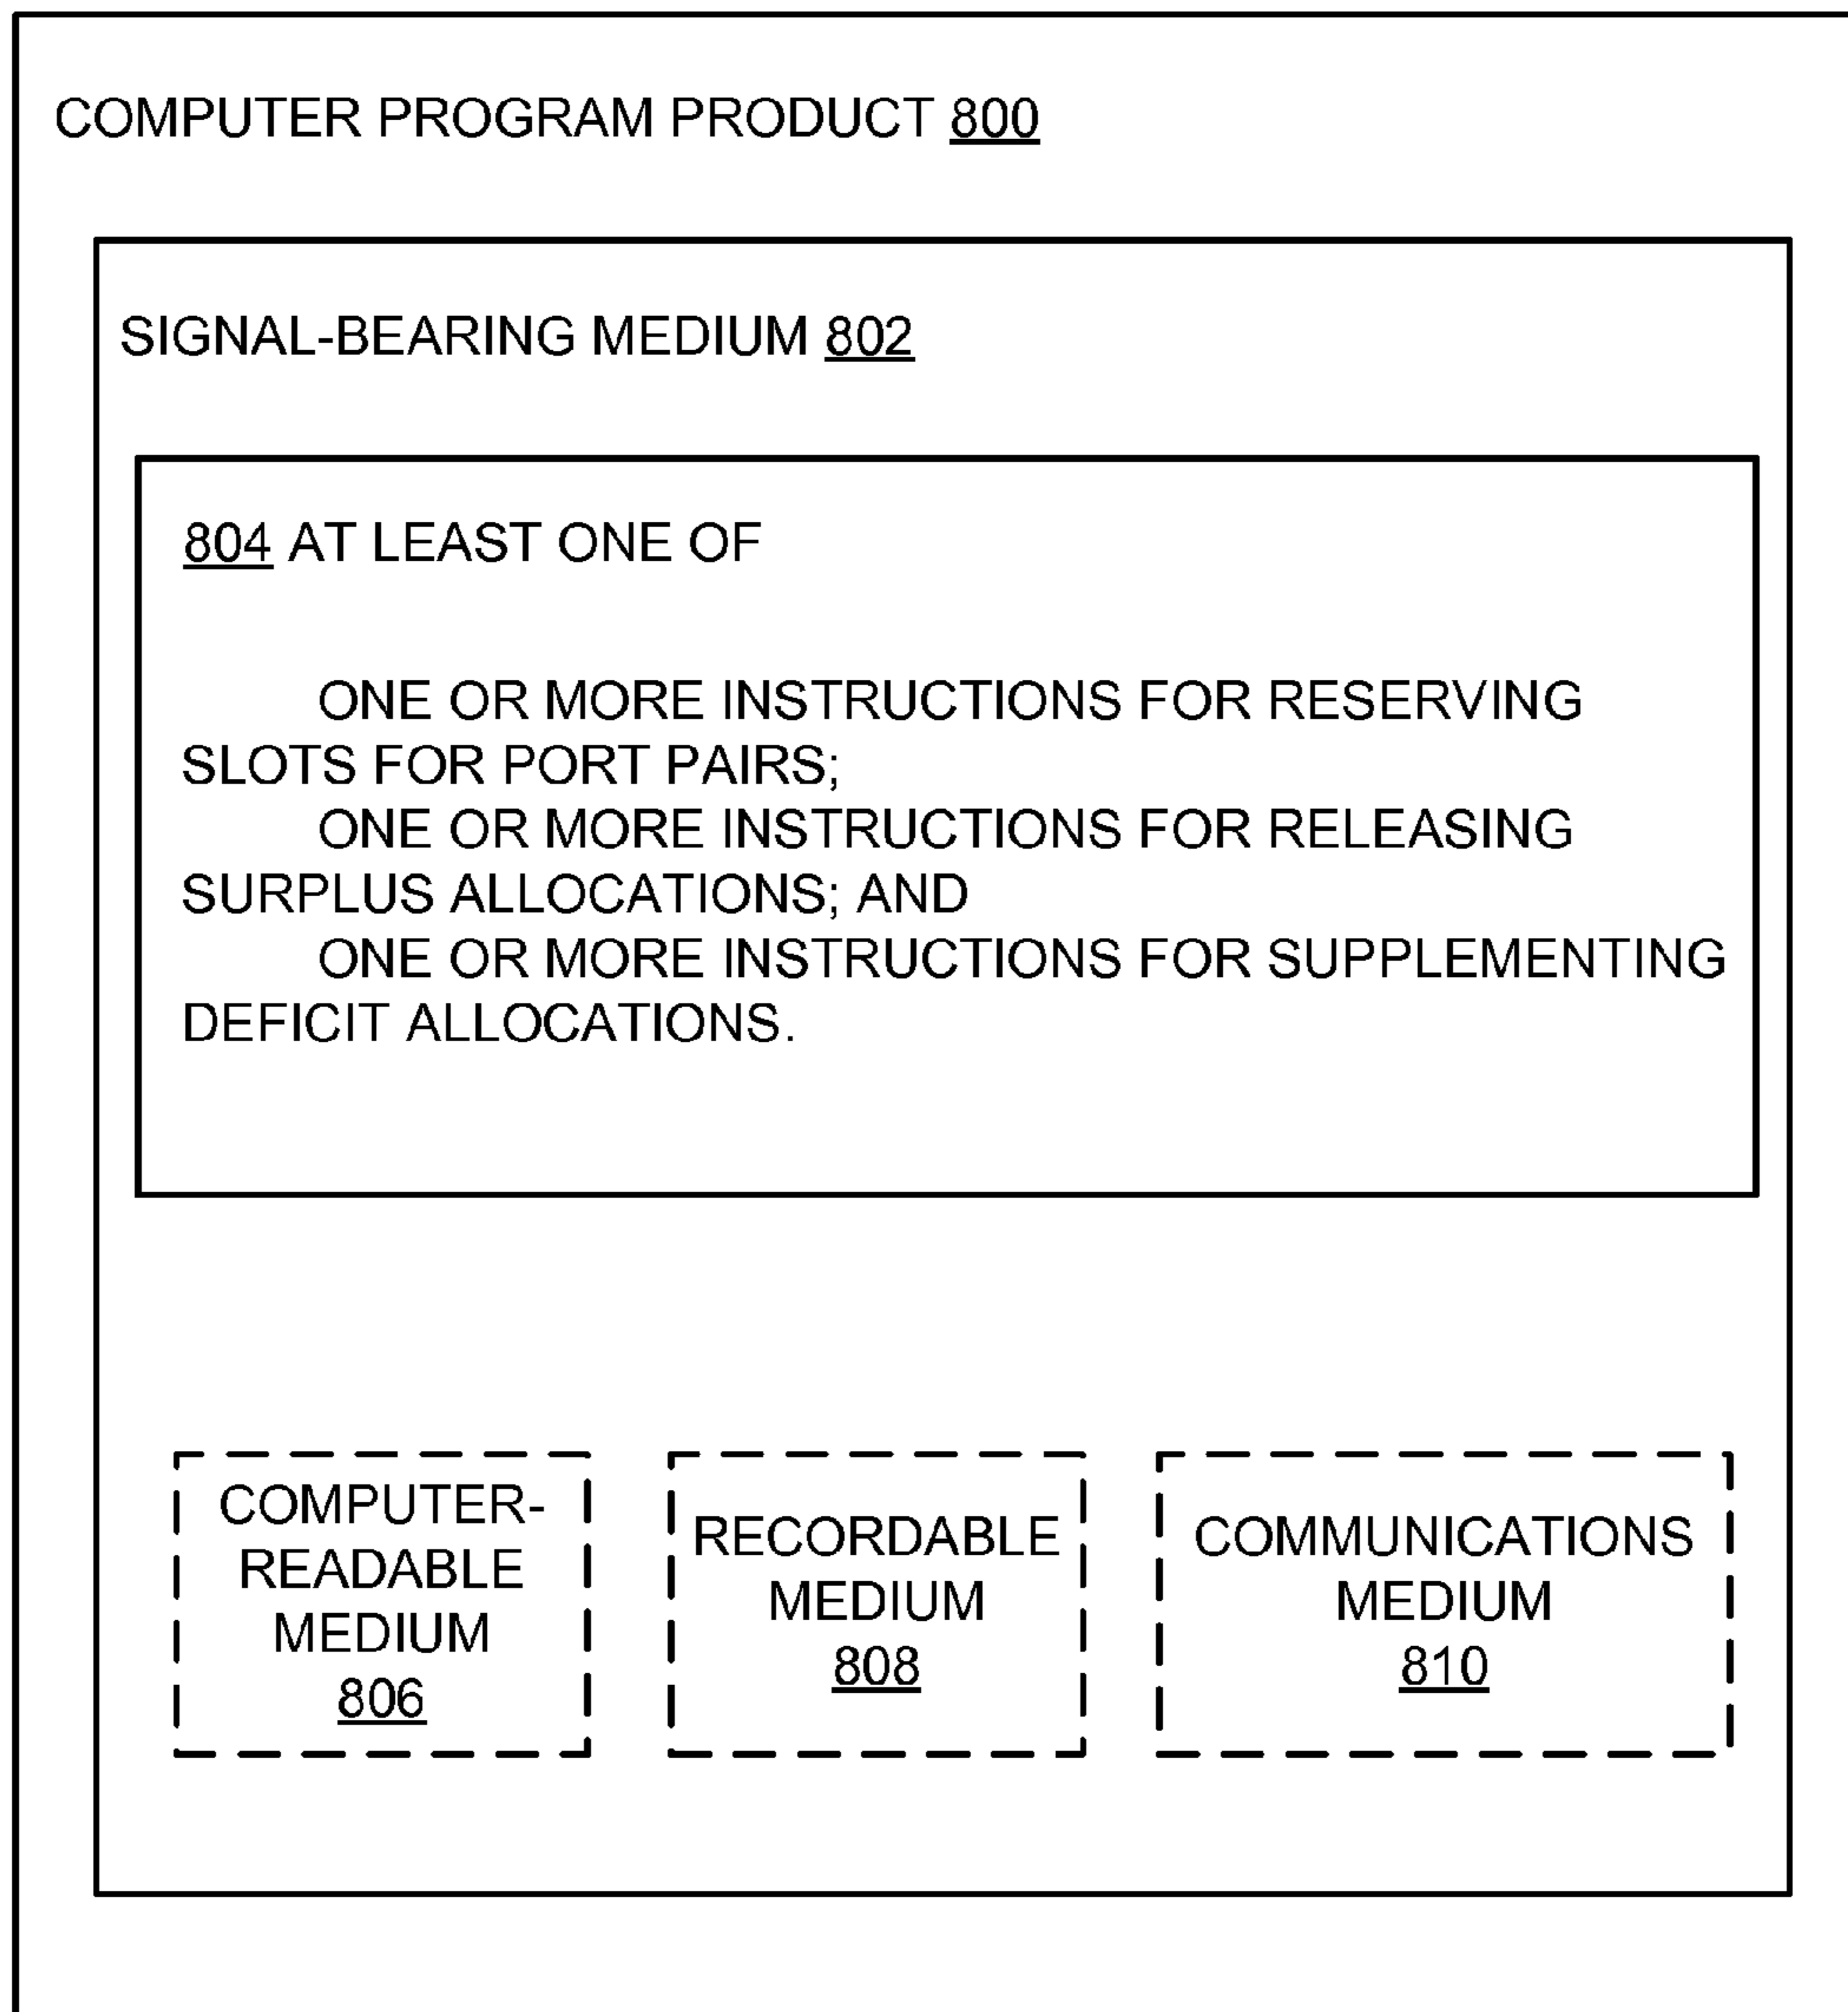 COMPUTER PROGRAM PRODUCT 800
SIGNAL-BEARING MEDIUM 802
804 AT LEAST ONE OF
ONE OR MORE INSTRUCTIONS FOR RESERVING
SLOTS FOR PORT PAIRS;
ONE OR MORE INSTRUCTIONS FOR RELEASING
SURPLUS ALLOCATIONS; AND
ONE OR MORE INSTRUCTIONS FOR SUPPLEMENTING
DEFICIT ALLOCATIONS.
COMPUTER-
READABLE
MEDIUM
806
RECORDABLE
MEDIUM
808
COMMUNICATIONS
MEDIUM
810